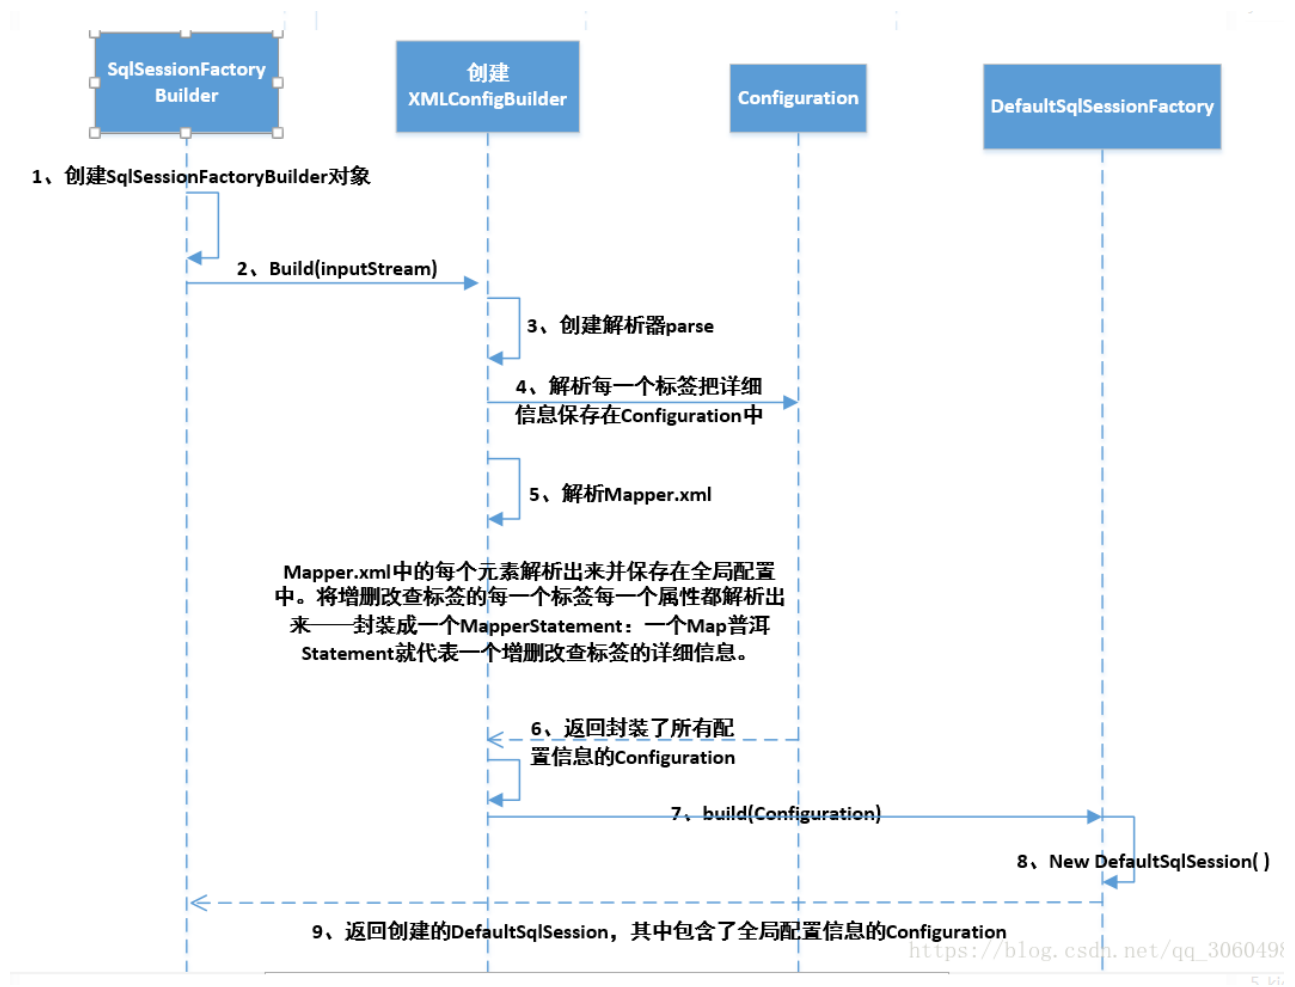 SqlSessionFactory
Builder
创建
XMLConfigBuilder
Configuration
DefaultSqlSessionFactory
1、创建SqlSessionFactoryBuilder对象
2、Build(inputStream)
3、创建解析器parse
4、解析每一个标签把详细
信息保存在Configuration中
5、解析Mapper.xml
Mapper.xml中的每个元素解析出来并保存在全局配置
中。将增删改查标签的每一个标签每一个属性都解析出
来——封装成一个MapperStatement：一个Map普洱
Statement就代表一个增删改查标签的详细信息。
6、返回封装了所有配
置信息的Configuration
7、build(Configuration)
8、New DefaultSqlSession( )
9、返回创建的DefaultSqlSession，其中包含了全局配置信息的Configuration
https://blog.csdn.net/qq_3060498